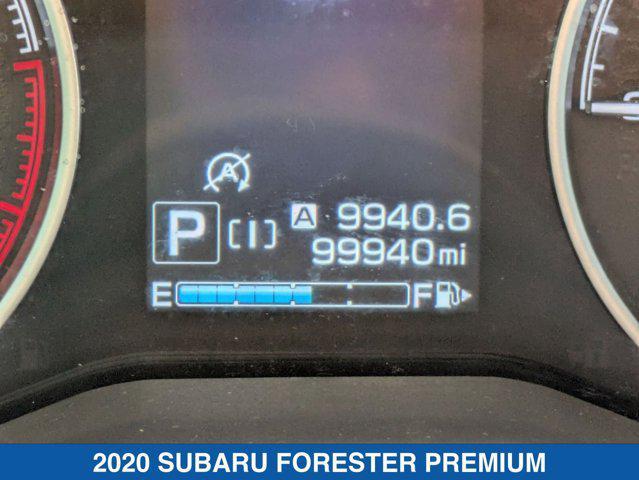 A
A 9940.6
P [I] 99940mi
E F
2020 SUBARU FORESTER PREMIUM